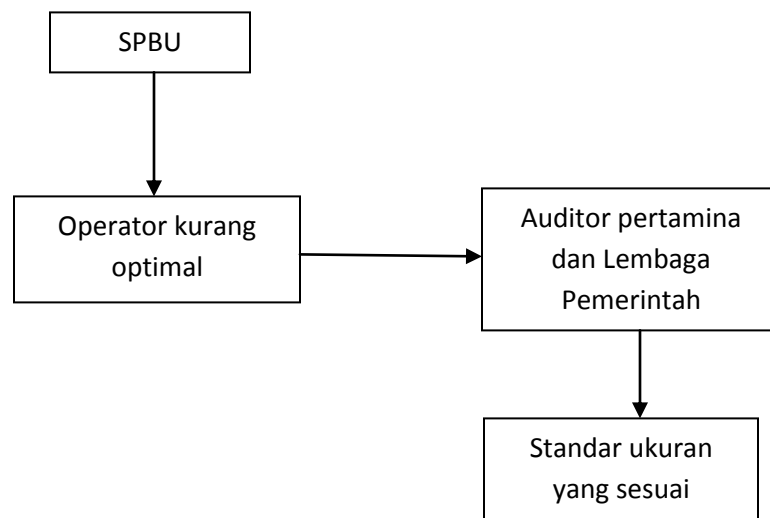 SPBU
Operator kurang
optimal
Auditor pertamina
dan Lembaga
Pemerintah
Standar ukuran
yang sesuai